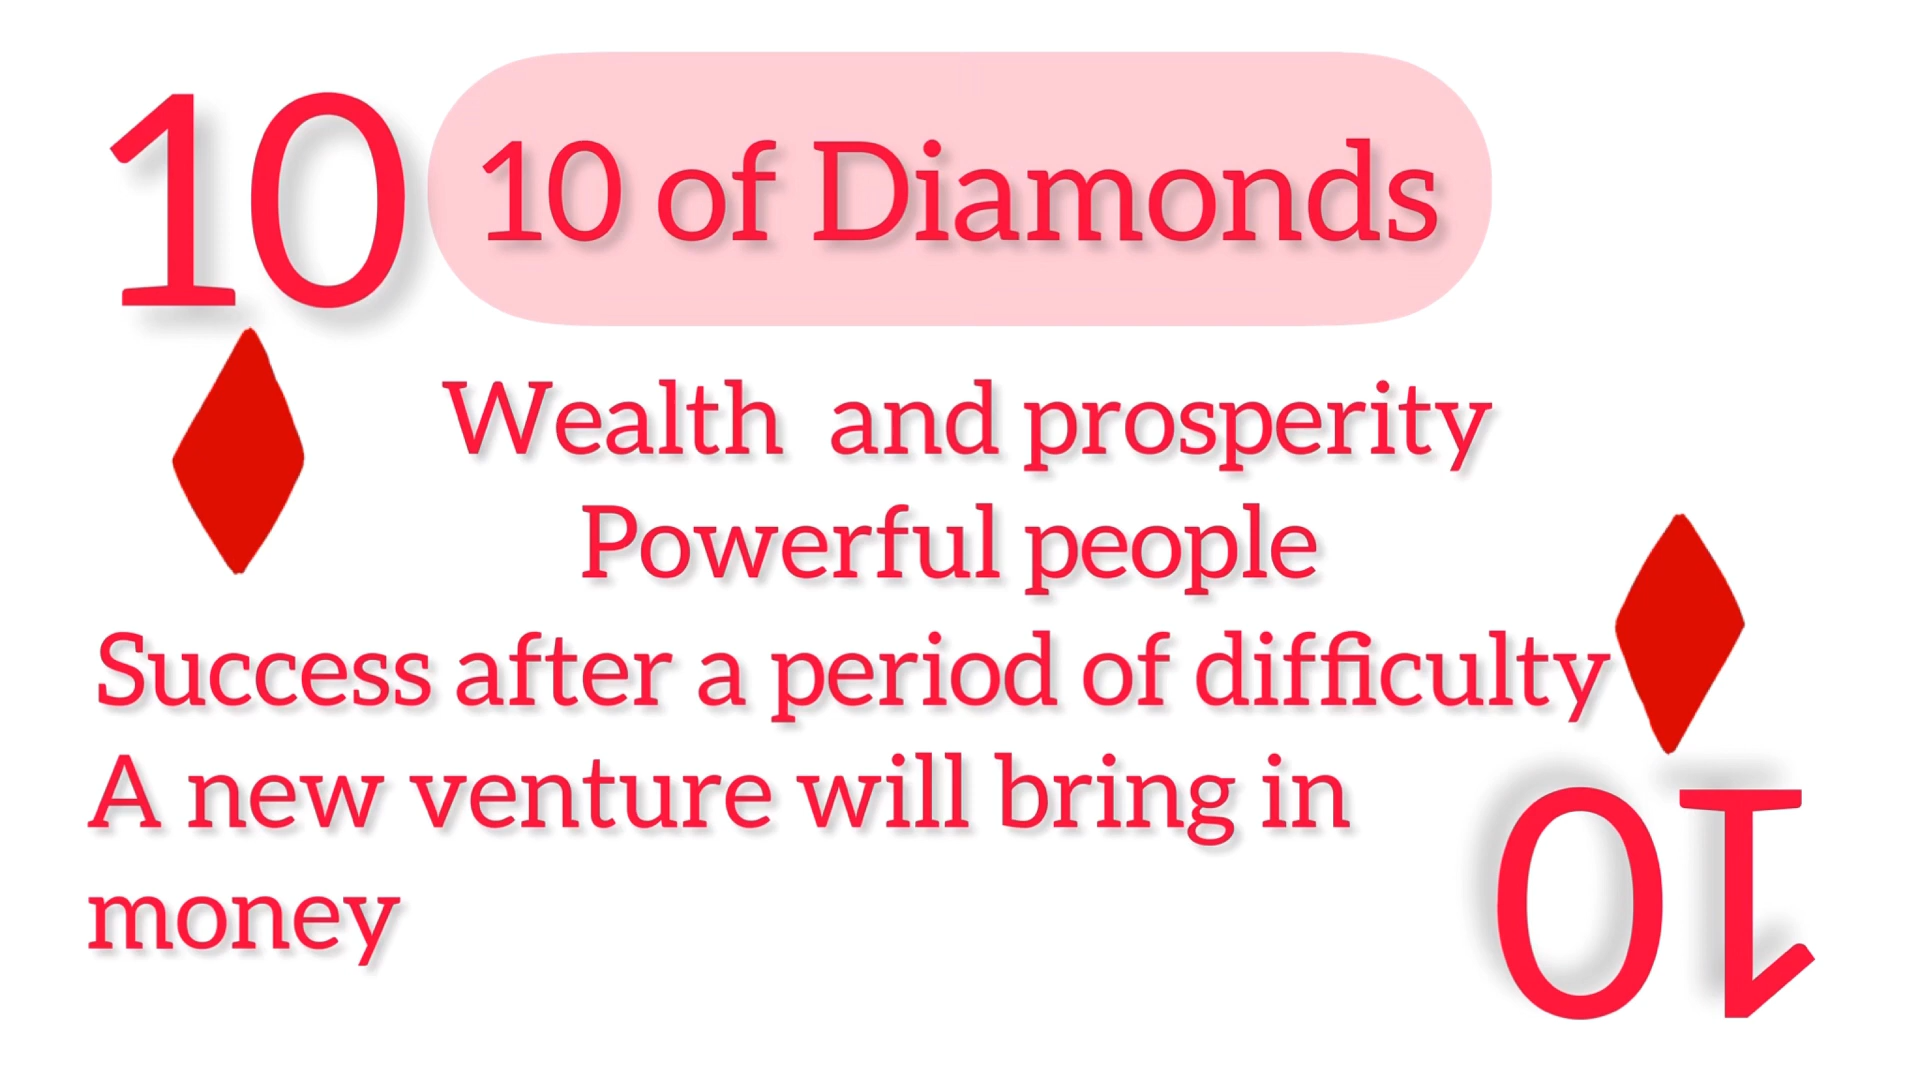 10
10 of Diamonds
Wealth  and prosperity
Powerful people
Success after a period of difficulty
A new venture will bring in
money
10